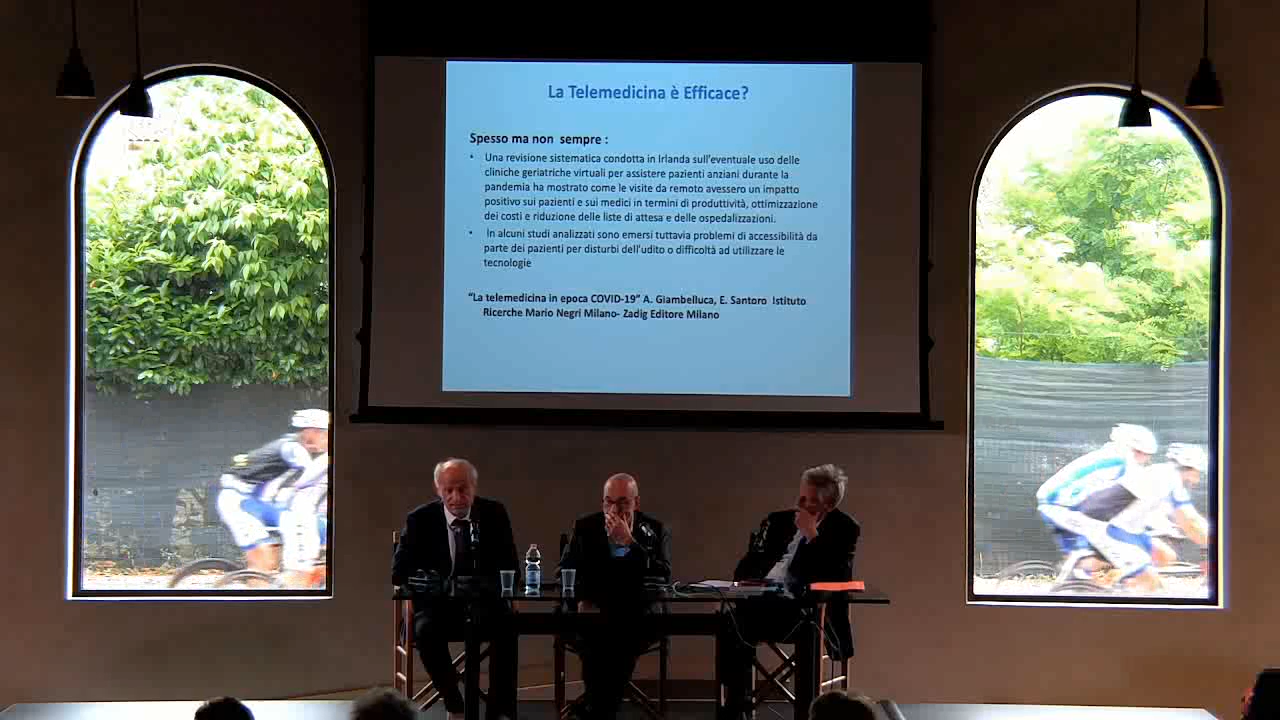 La Telemedicina è Efficace?
Spesso ma non sempre :
• Una revisione sistematica condotta in Irlanda sull'eventuale uso delle
cliniche geriatriche virtuali per assistere pazienti anziani durante la
pandemia ha mostrato come le visite da remoto avessero un impatto
positivo sui pazienti e sui medici in termini di produttività, ottimizzazione
dei costi e riduzione delle liste di attesa e delle ospedalizzazioni.
• In alcuni studi analizzati sono emersi tuttavia problemi di accessibilità da
parte dei pazienti per disturbi dell'udito o difficoltà ad utilizzare le
tecnologie
"La telemedicina in epoca COVID-19" A. Giambelluca, E. Santoro Istituto
Ricerche Mario Negri Milano- Zadig Editore Milano